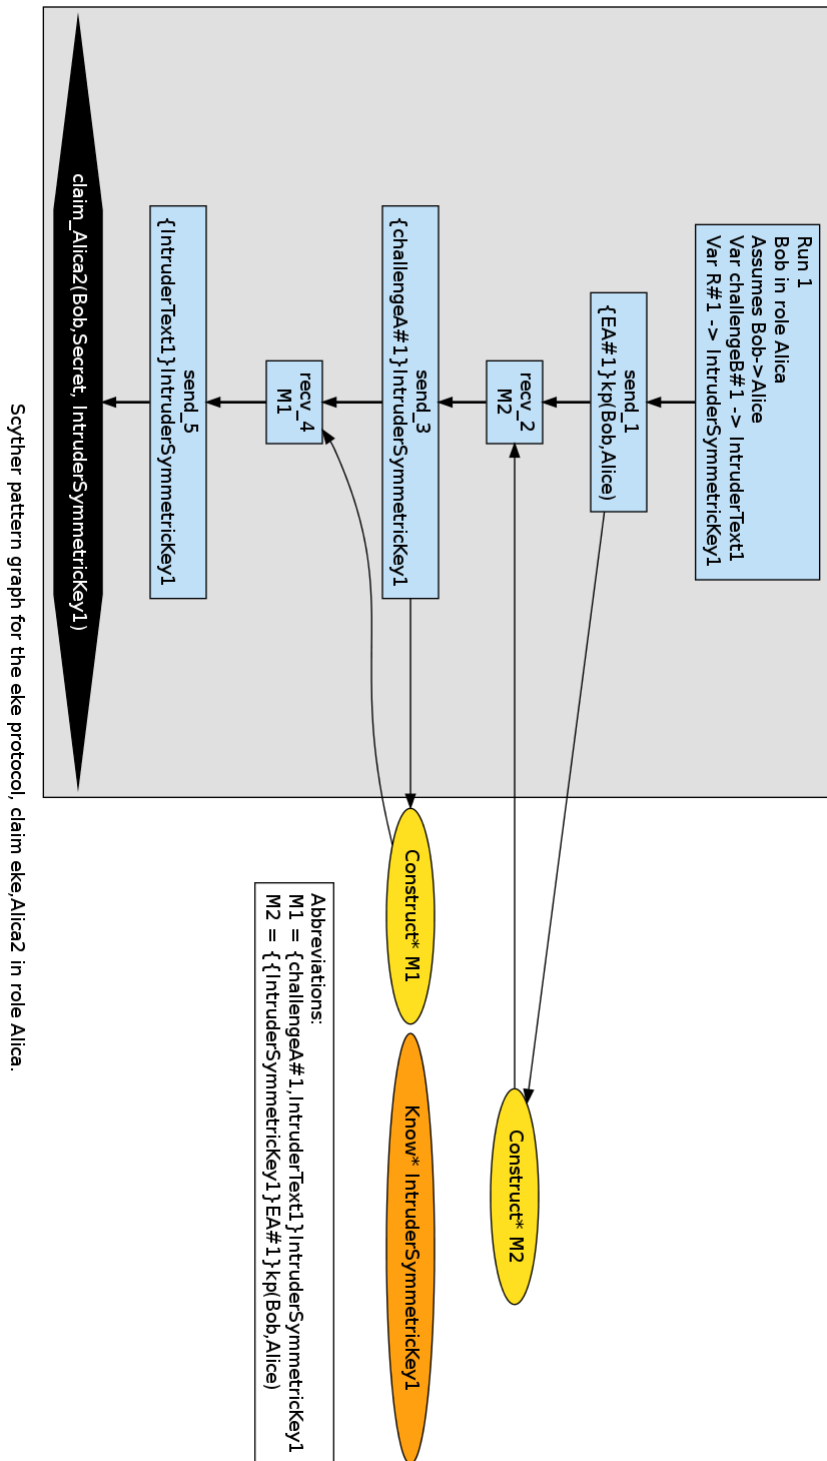 Run 1
Bob in role Alica
Assumes Bob->Alice
Var challengeB#1 -> IntruderText1
Var R#1 -> IntruderSymmetricKey1
send_1
{EA#1}kp(Bob,Alice)
Construct* M2
recv_2
M2
send_3
{challengeA#1}IntruderSymmetricKey1
Construct* M1
Know* IntruderSymmetricKey1
recv_4
M1
Abbreviations:
M1 = {challengeA#1,IntruderText1}IntruderSymmetricKey1
M2 = {{IntruderSymmetricKey1}EA#1}kp(Bob,Alice)
send_5
{IntruderText1}IntruderSymmetricKey1
claim_Alica2(Bob,Secret, IntruderSymmetricKey1)
Scyther pattern graph for the eke protocol, claim eke,Alica2 in role Alica.